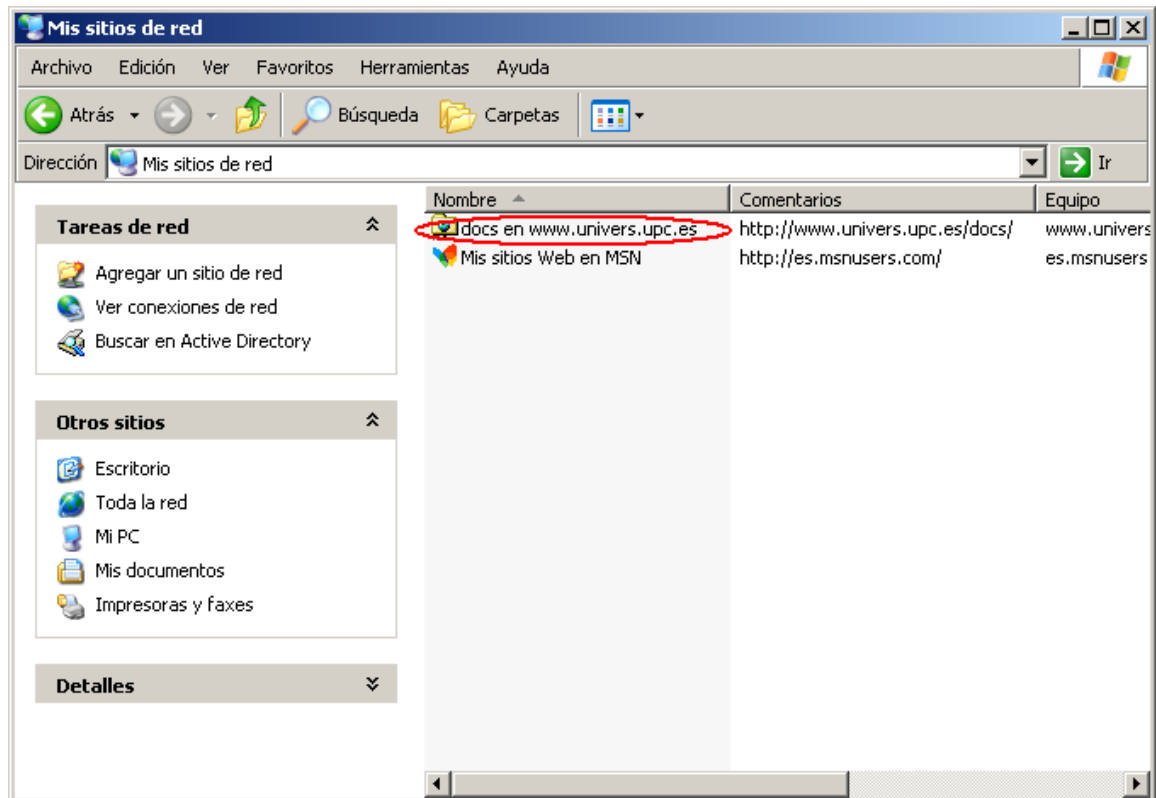 Mis sitios de red
Archivo Edición Ver Favoritos Herramientas Ayuda
Atrás Búsqueda Carpetas
Dirección Mis sitios de red Ir
Tareas de red
Agregar un sitio de red
Ver conexiones de red
Buscar en Active Directory
Otros sitios
Escritorio
Toda la red
Mi PC
Mis documentos
Impresoras y faxes
Detalles
Nombre Comentarios Equipo
docs en www.univers.upc.es http://www.univers.upc.es/docs/ www.univers
Mis sitios Web en MSN http://es.msnusers.com/ es.msnusers